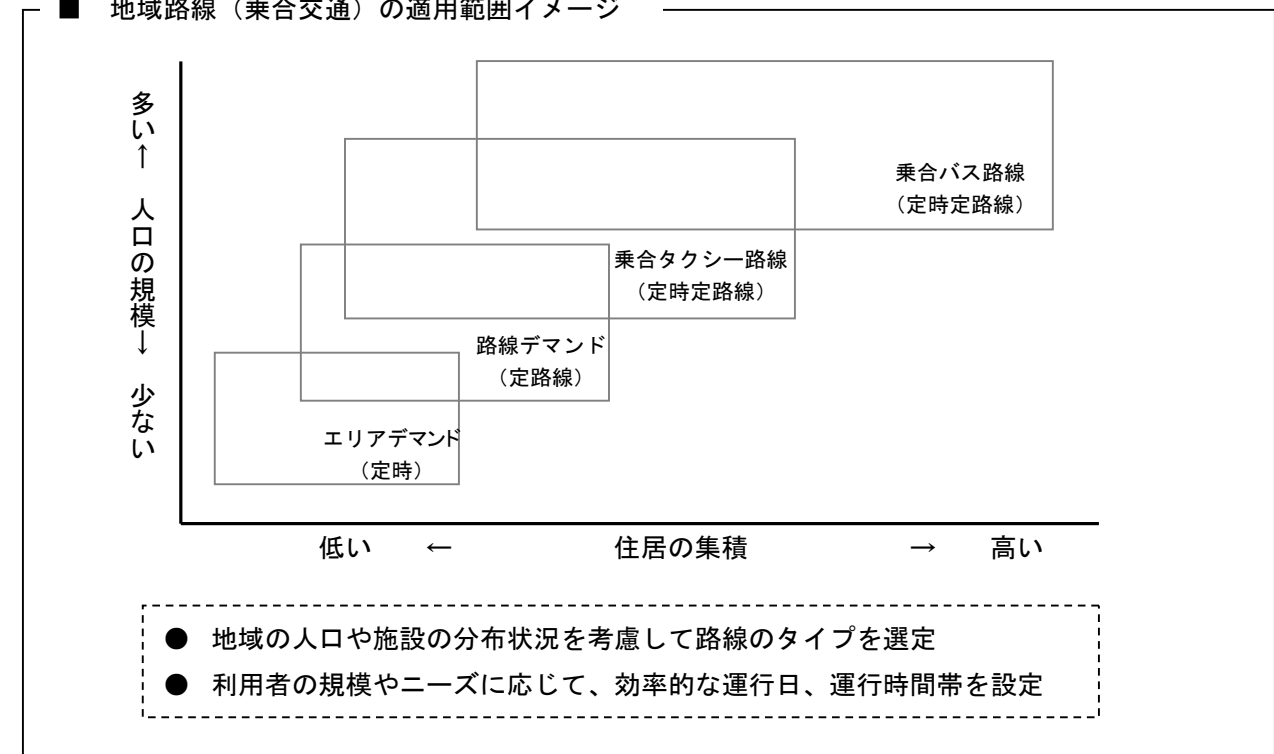 ■ 地域路線（乗合交通）の適用範囲イメージ
多い↑ 人口の規模↓ 少ない
乗合バス路線
（定時定路線）
乗合タクシー路線
（定時定路線）
路線デマンド
（定路線）
エリアデマンド
（定時）
低い ← 住居の集積 → 高い
● 地域の人口や施設の分布状況を考慮して路線のタイプを選定
● 利用者の規模やニーズに応じて、効率的な運行日、運行時間帯を設定